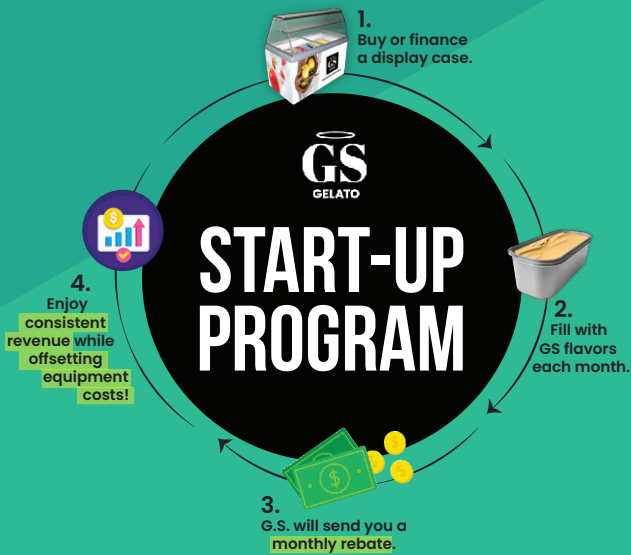 1.
Buy or finance
a display case.
GS
GS
GELATO
START-UP
PROGRAM
2.
Fill with
GS flavors
each month.
3.
G.S. will send you a
monthly rebate.
4.
Enjoy
consistent
revenue while
offsetting
equipment
costs!